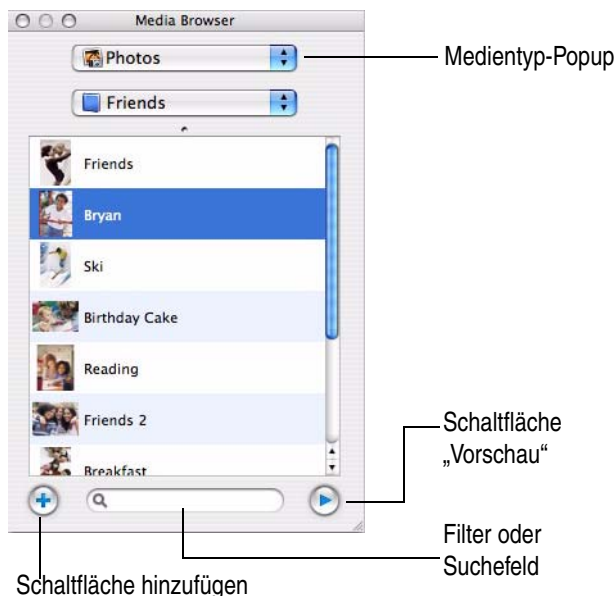 Media Browser
Photos
Medientyp-Popup
Friends
Friends
Bryan
Ski
Birthday Cake
Reading
Friends 2
Breakfast
Schaltfläche
„Vorschau“
Filter oder
Suchefeld
Schaltfläche hinzufügen